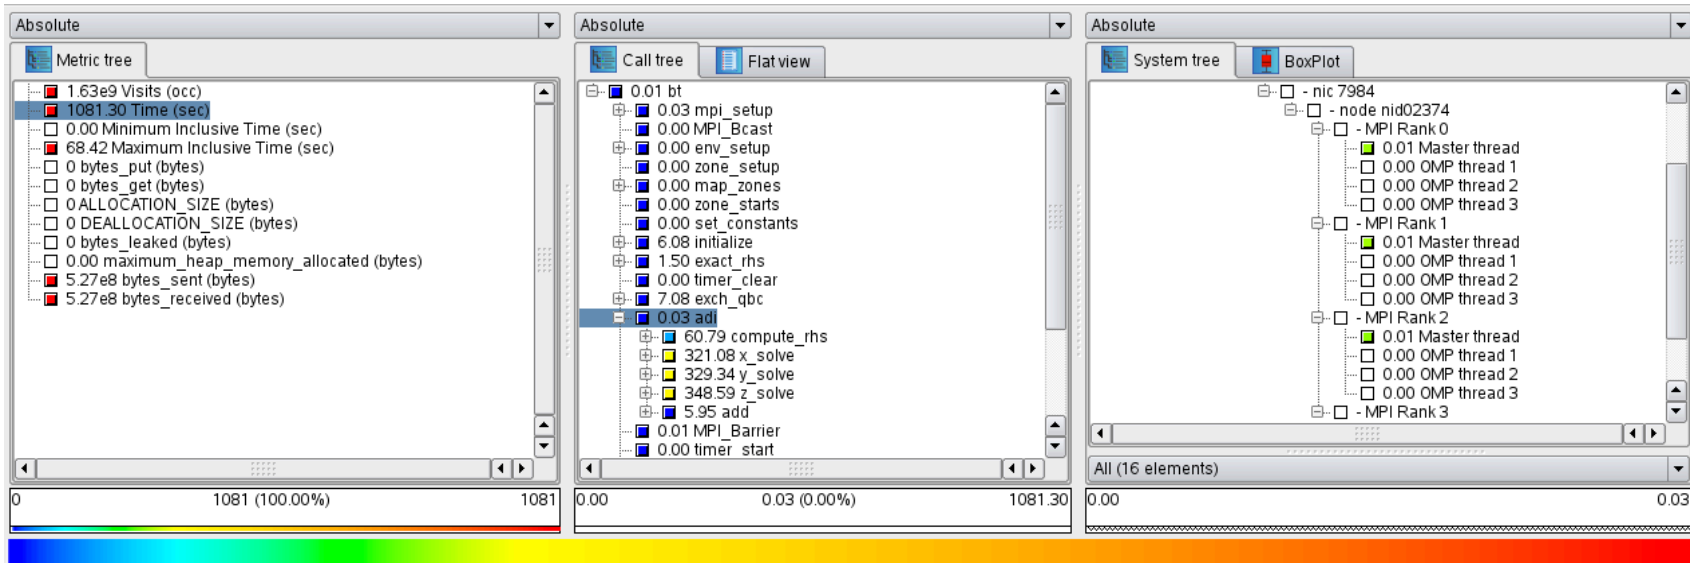 Absolute
Metric tree
1.63e9 Visits (occ)
1081.30 Time (sec)
0.00 Minimum Inclusive Time (sec)
68.42 Maximum Inclusive Time (sec)
0 bytes_put (bytes)
0 bytes_get (bytes)
0 ALLOCATION_SIZE (bytes)
0 DEALLOCATION_SIZE (bytes)
0 bytes_leaked (bytes)
0.00 maximum_heap_memory_allocated (bytes)
5.27e8 bytes_sent (bytes)
5.27e8 bytes_received (bytes)
0 1081 (100.00%) 1081
Absolute
Call tree Flat view
0.01 bt
0.03 mpi_setup
0.00 MPI_Bcast
0.00 env_setup
0.00 zone_setup
0.00 map_zones
0.00 zone_starts
0.00 set_constants
6.08 initialize
1.50 exact_rhs
0.00 timer_clear
7.08 exch_qbc
0.03 adi
60.79 compute_rhs
321.08 x_solve
329.34 y_solve
348.59 z_solve
5.95 add
0.01 MPI_Barrier
0.00 timer_start
0.00 0.03 (0.00%) 1081.30
Absolute
System tree BoxPlot
- nic 7984
- node nid02374
- MPI Rank 0
0.01 Master thread
0.00 OMP thread 1
0.00 OMP thread 2
0.00 OMP thread 3
- MPI Rank 1
0.01 Master thread
0.00 OMP thread 1
0.00 OMP thread 2
0.00 OMP thread 3
- MPI Rank 2
0.01 Master thread
0.00 OMP thread 1
0.00 OMP thread 2
0.00 OMP thread 3
- MPI Rank 3
All (16 elements)
0.00 0.03